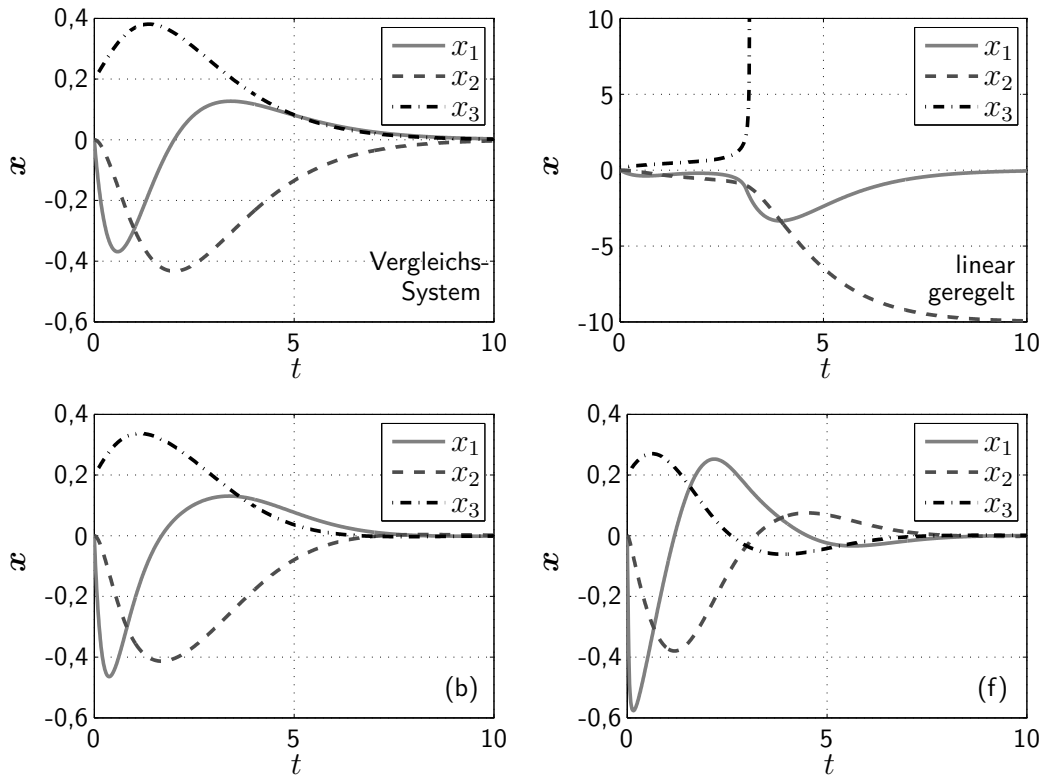 0,4
0,2
0
-0,2
-0,4
-0,6
x
0
5
10
t
x1
x2
x3
Vergleichs-
System
10
5
0
-5
-10
x
0
5
10
t
x1
x2
x3
linear
geregelt
0,4
0,2
0
-0,2
-0,4
-0,6
x
0
5
10
t
x1
x2
x3
(b)
0,4
0,2
0
-0,2
-0,4
-0,6
x
0
5
10
t
x1
x2
x3
(f)